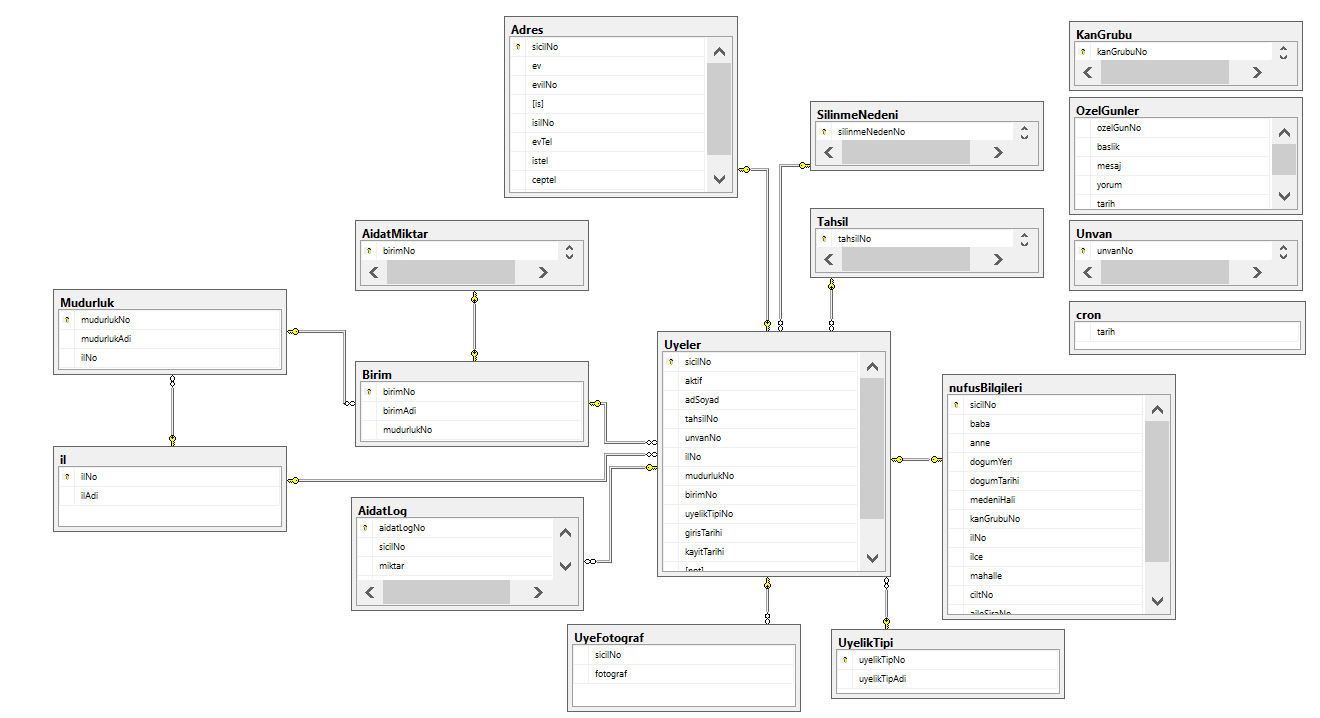 Adres
sicilNo
ev
evilNo
[is]
isilNo
evTel
istel
ceptel
KanGrubu
kanGrubuNo
OzelGunler
ozelGunNo
baslik
mesaj
yorum
tarih
SilinmeNedeni
silinmeNedenNo
Tahsil
tahsilNo
Unvan
unvanNo
cron
tarih
AidatMiktar
birimNo
Mudurluk
mudurlukNo
mudurlukAdi
ilNo
Birim
birimNo
birimAdi
mudurlukNo
il
ilNo
ilAdi
Uyeler
sicilNo
aktif
adSoyad
tahsilNo
unvanNo
ilNo
mudurlukNo
birimNo
uyelikTipiNo
girisTarihi
kayitTarihi
[not]
nufusBilgileri
sicilNo
baba
anne
dogumYeri
dogumTarihi
medeniHali
kanGrubuNo
ilNo
ilce
mahalle
ciltNo
aileSiraNo
AidatLog
aidatLogNo
sicilNo
miktar
UyeFotograf
sicilNo
fotograf
UyelikTipi
uyelikTipNo
uyelikTipAdi